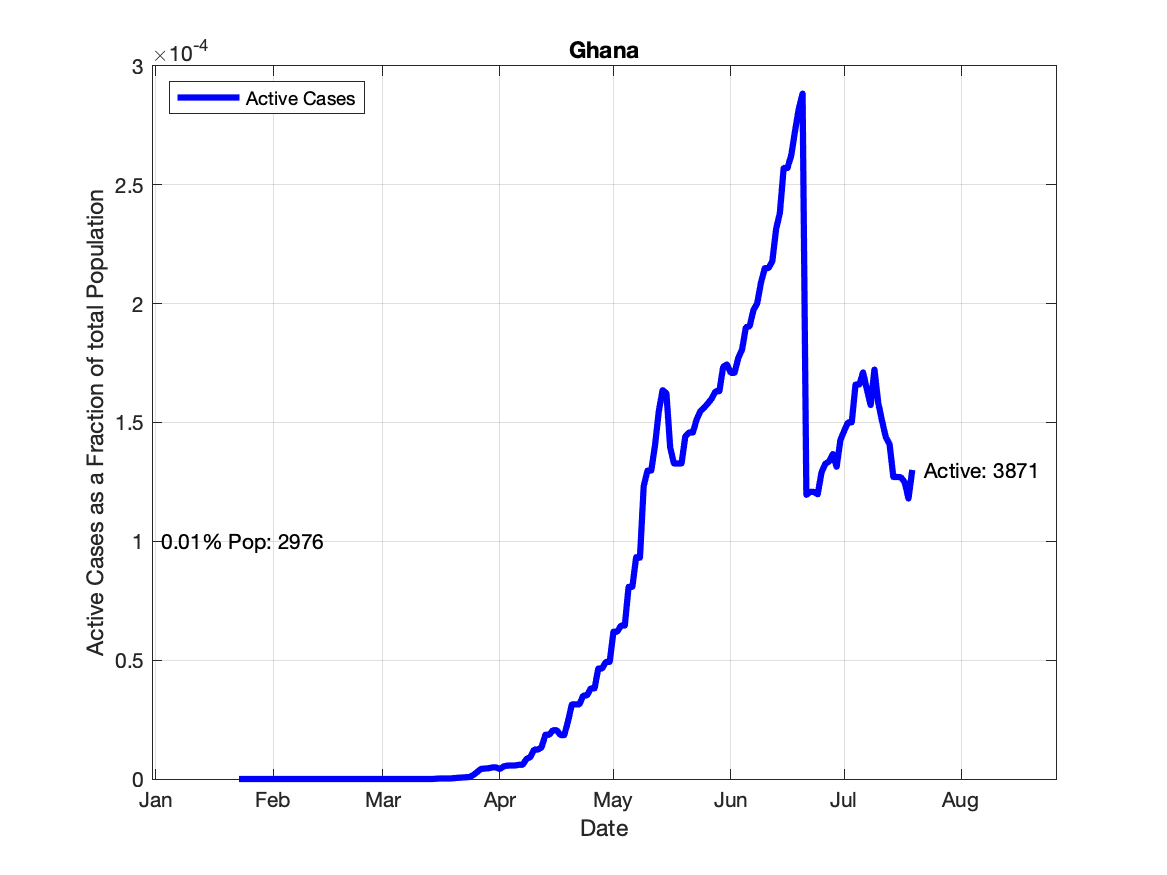 Ghana
×10-4
Active Cases
3
2.5
2
1.5
1
0.5
0
Active Cases as a Fraction of total Population
0.01% Pop: 2976
Active: 3871
Jan Feb Mar Apr May Jun Jul Aug
Date